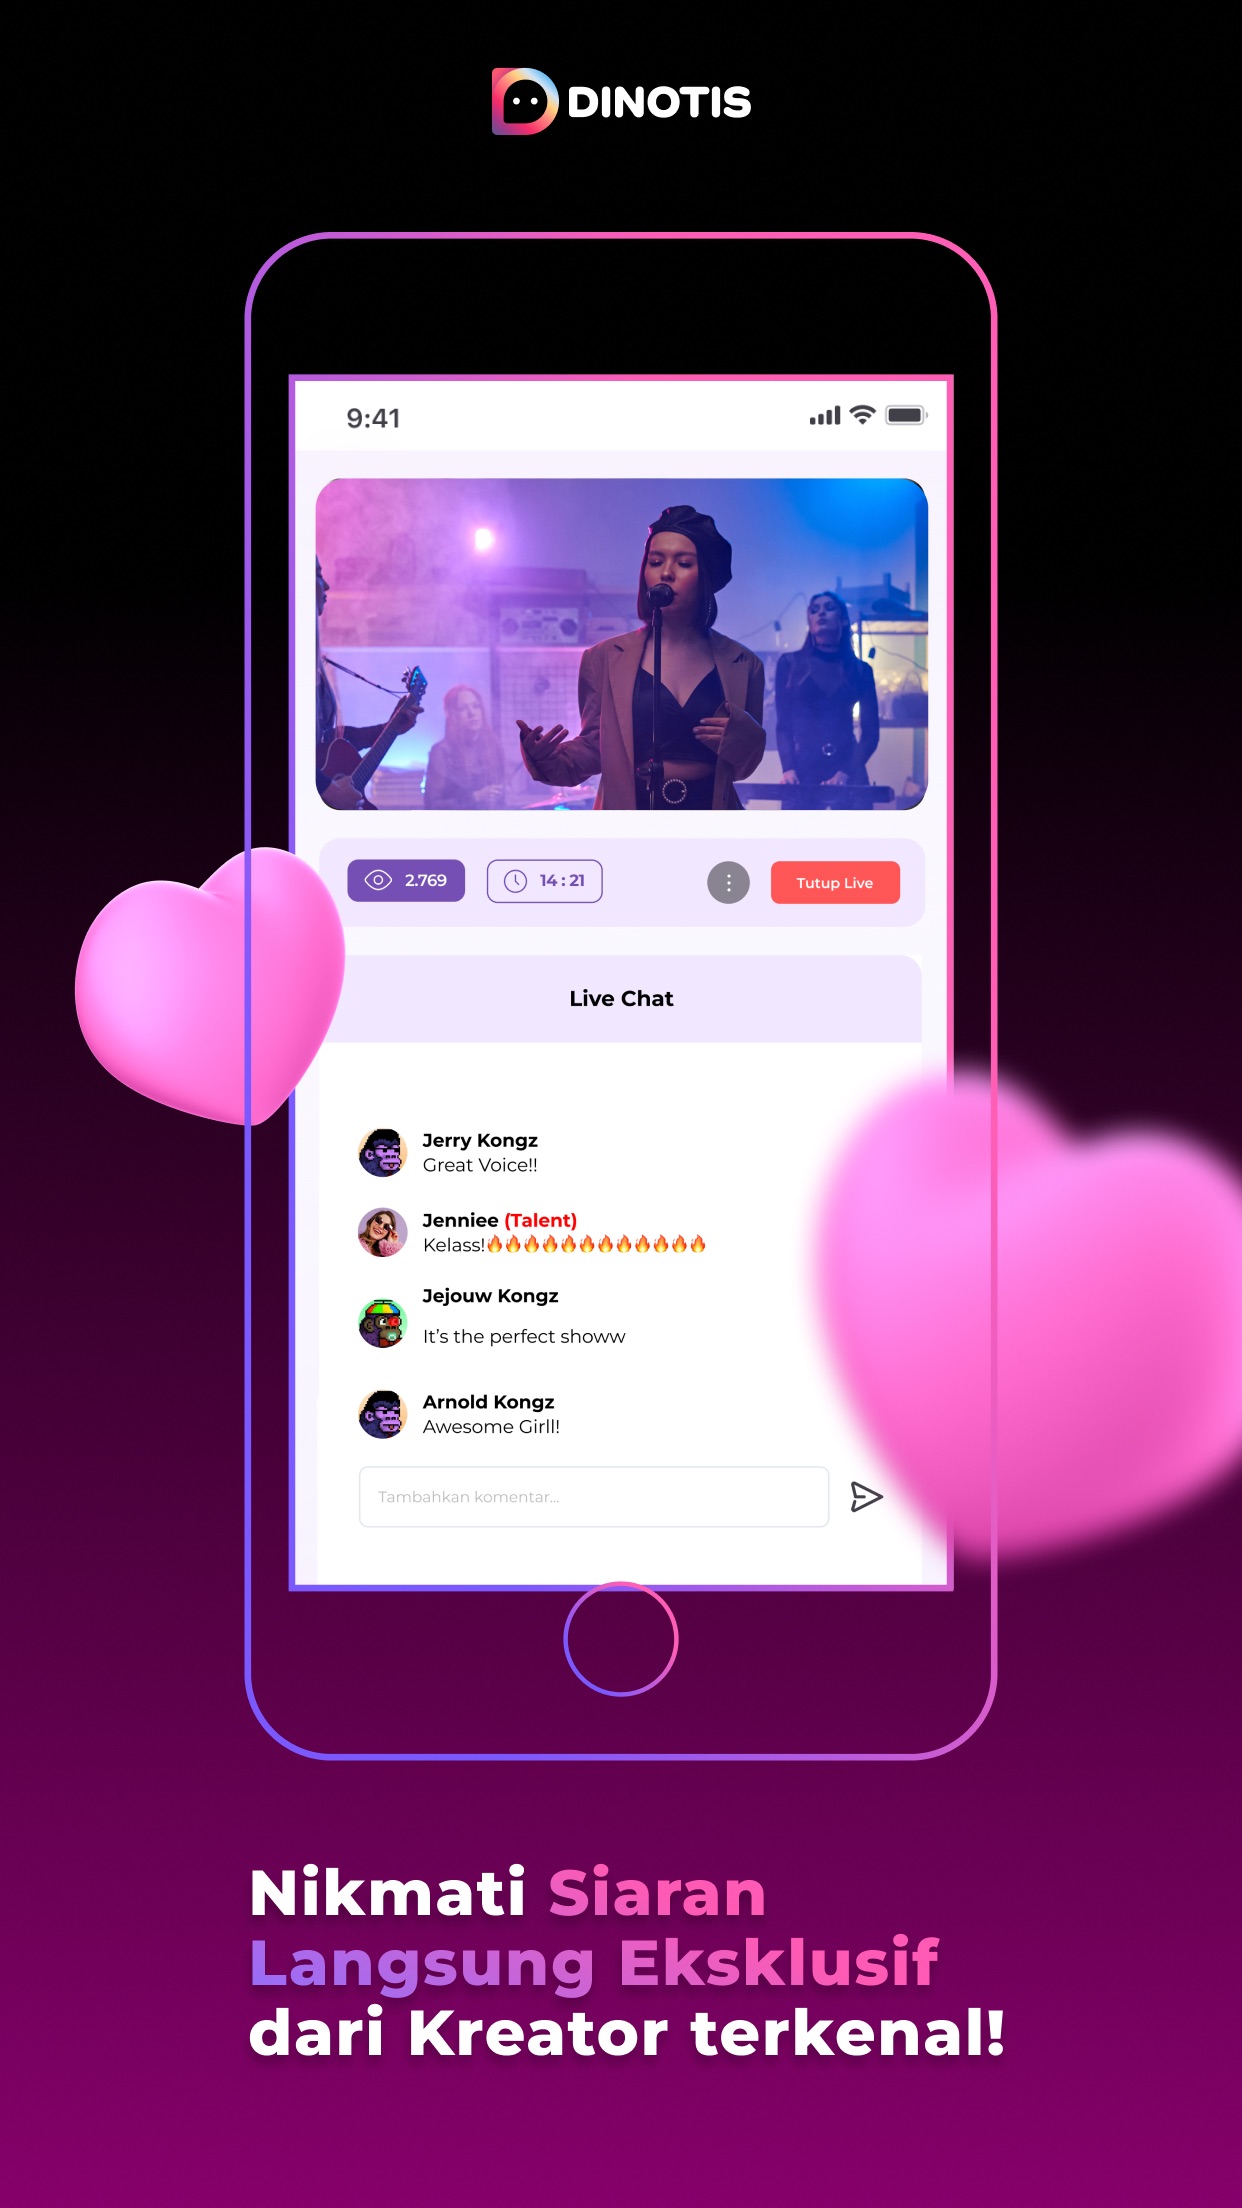 DINOTIS
9:41
2.769
14 : 21
Tutup Live
Live Chat
Jerry Kongz
Great Voice!!
Jenniee (Talent)
Kelass!🔥🔥🔥🔥🔥🔥🔥🔥🔥🔥🔥🔥
Jejouw Kongz
It's the perfect showw
Arnold Kongz
Awesome Girll!
Tambahkan komentar...
Nikmati Siaran
Langsung Eksklusif
dari Kreator terkenal!